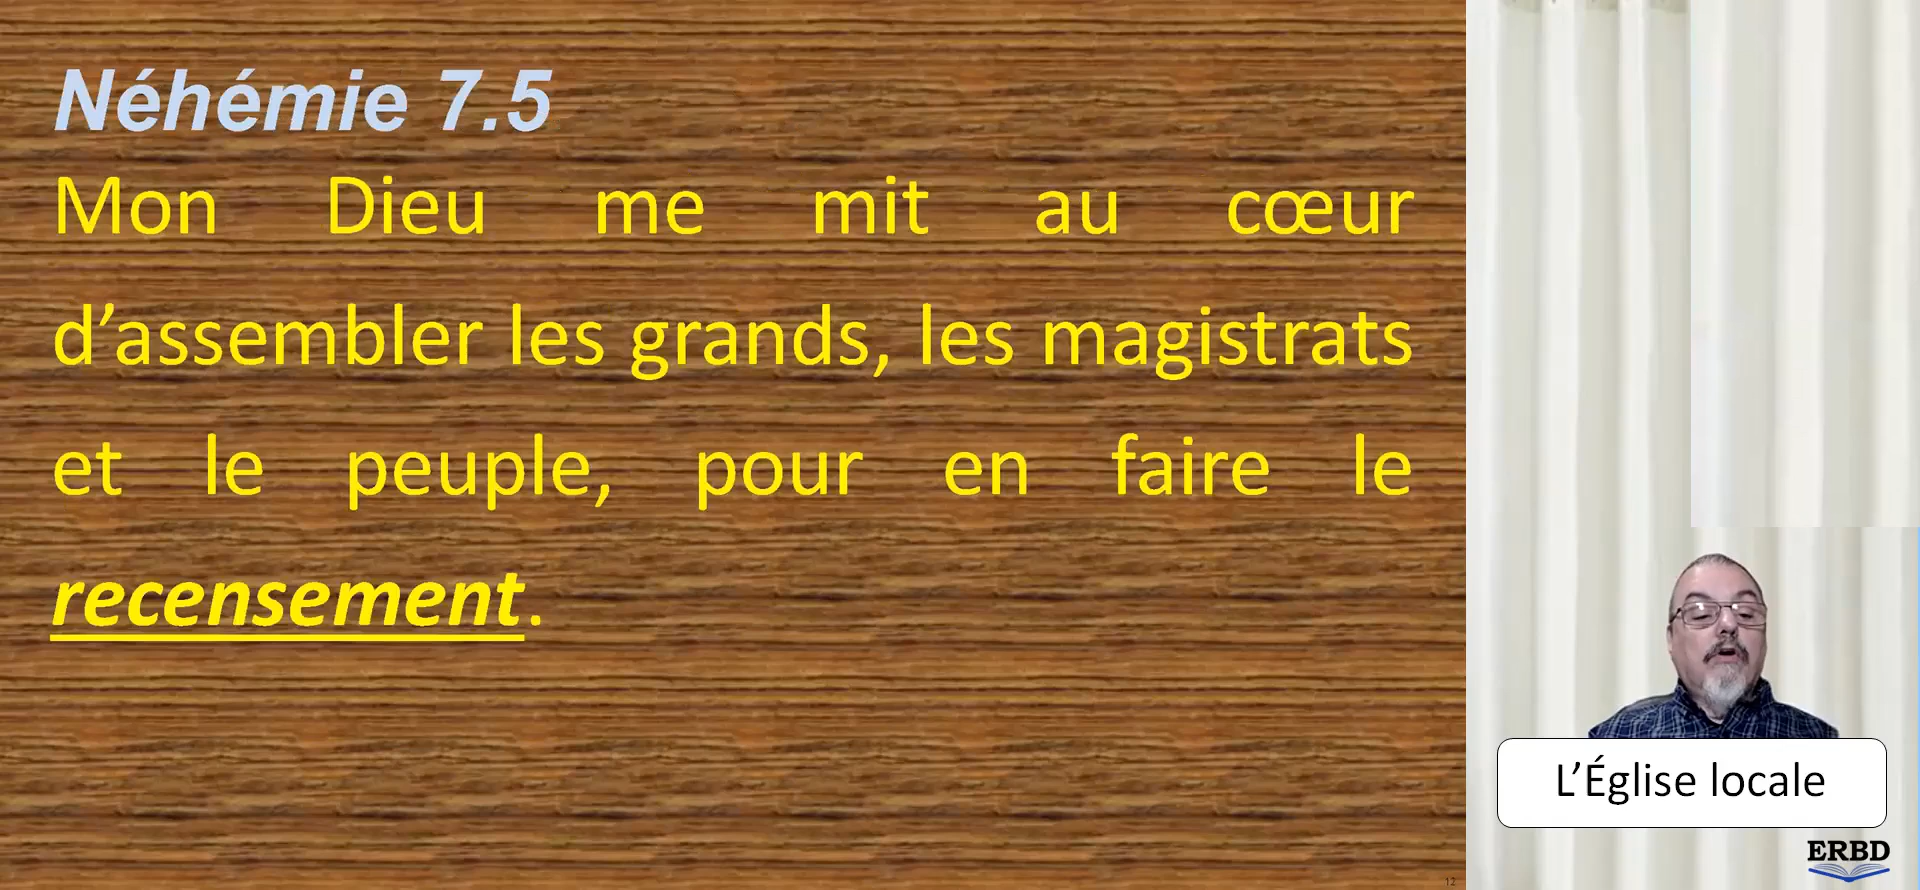 Néhémie 7.5
Mon Dieu me mit au cœur
d’assembler les grands, les magistrats
et le peuple, pour en faire le
recensement.
L’Église locale
ERBD
12